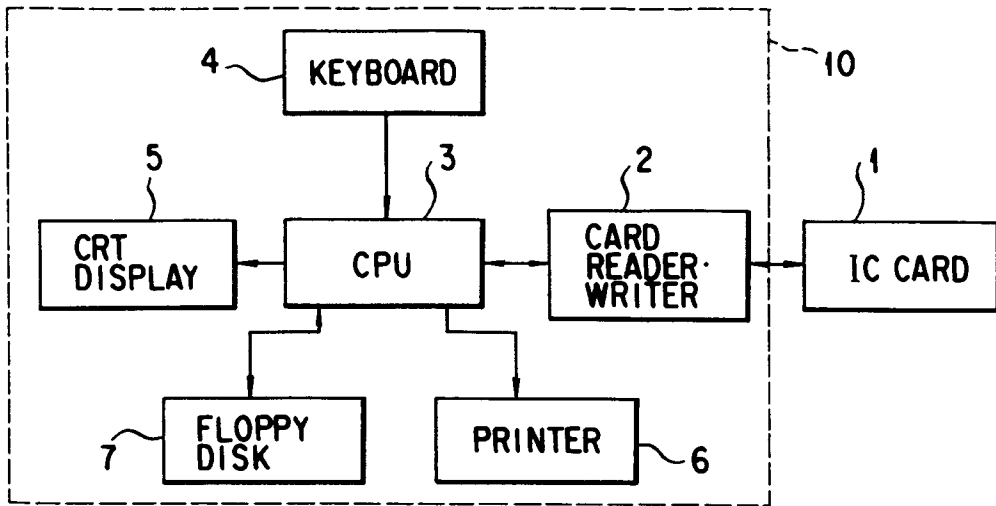 4
KEYBOARD
10
5
3
2
1
CRT
DISPLAY
CPU
CARD
READER·
WRITER
IC CARD
7
FLOPPY
DISK
PRINTER
6